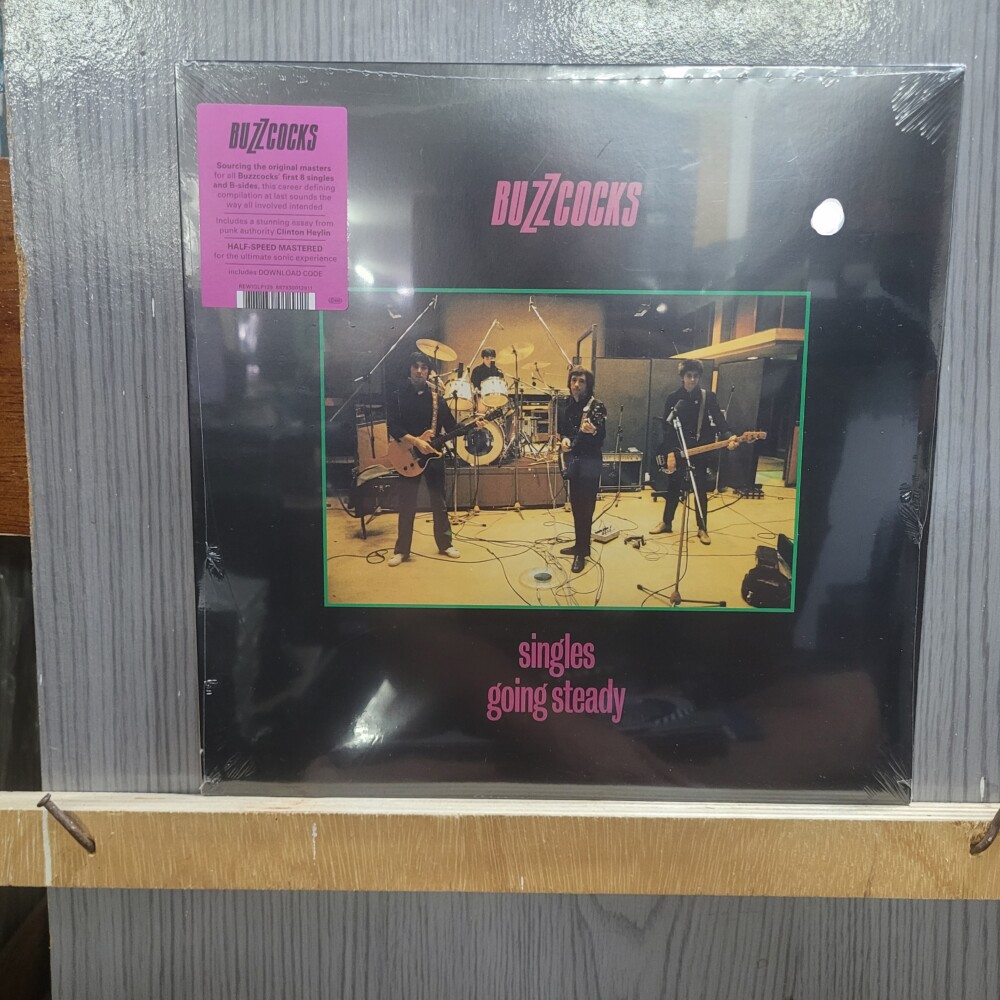 BUZZCOCKS
Sourcing the original masters
for all Buzzcocks' first 8 singles
and B-sides, this career defining
compilation at last sounds the
way all involved intended
Includes a stunning essay from
punk authority Clinton Heylin
HALF-SPEED MASTERED
for the ultimate sonic experience
Includes DOWNLOAD CODE
BUZZCOCKS
singles
going steady